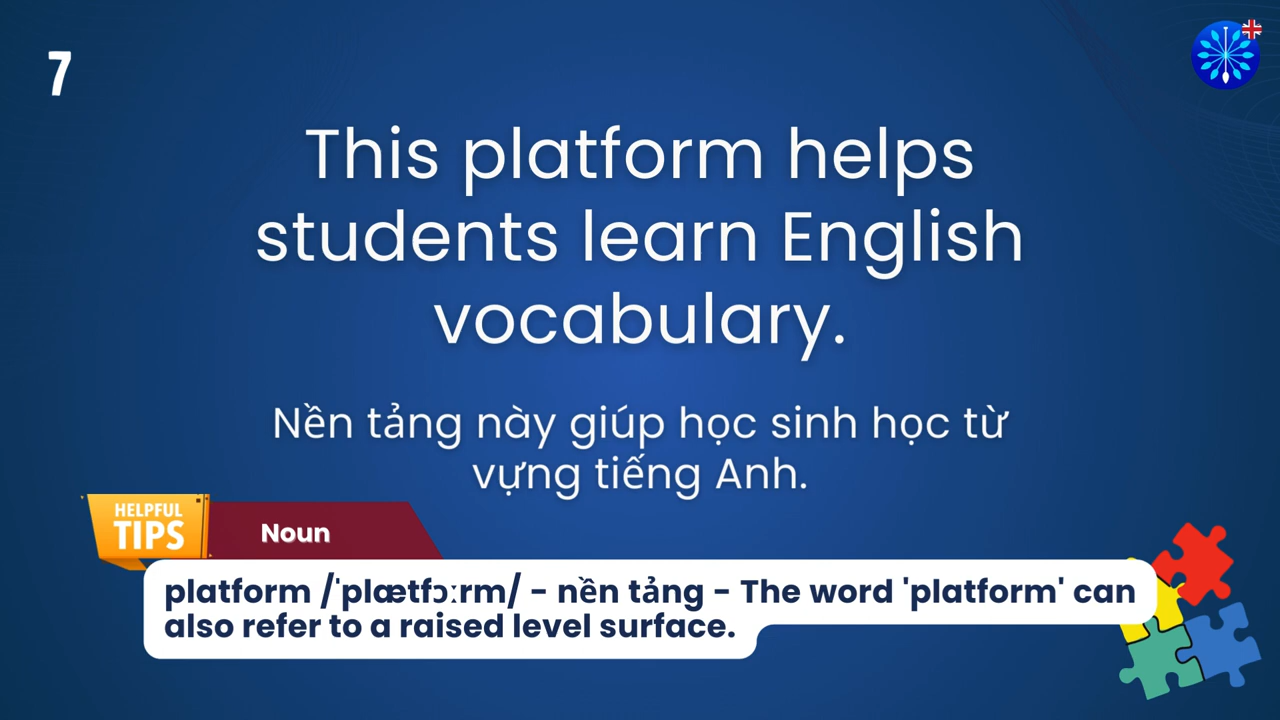 7
This platform helps
students learn English
vocabulary.
Nền tảng này giúp học sinh học từ
vựng tiếng Anh.
HELPFUL
TIPS
Noun
platform /ˈplætfɔːrm/ - nền tảng - The word 'platform' can
also refer to a raised level surface.